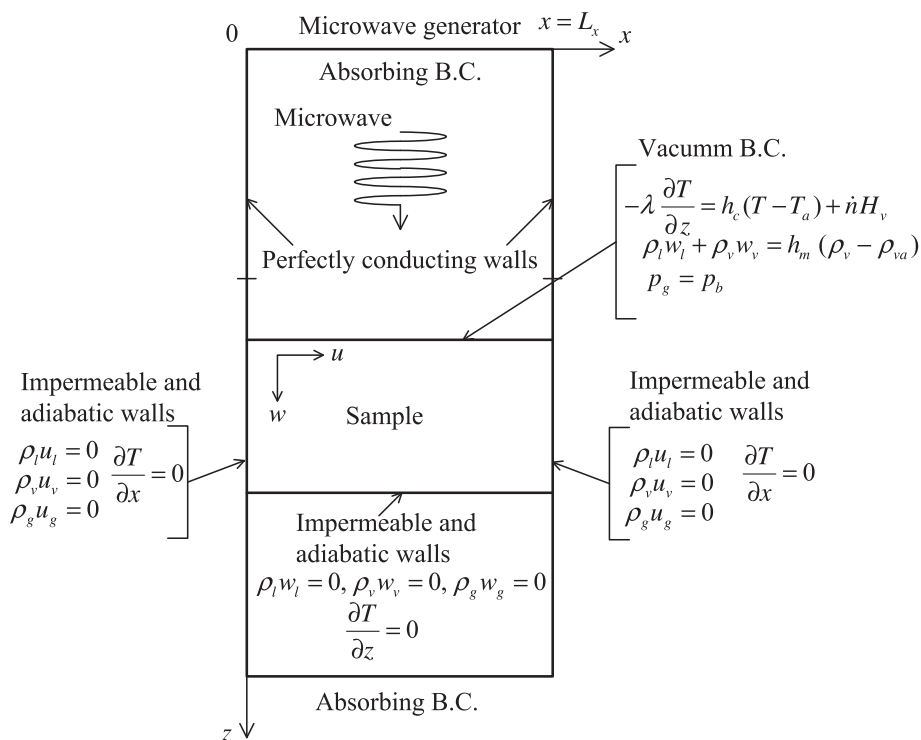 Microwave generator x = Lₓ
0 x
Absorbing B.C.
Microwave
Perfectly conducting walls
Vacumm B.C.
−λ ∂T/∂z = h_c (T − T_a) + ṅH_v
ρ_l w_l + ρ_v w_v = h_m (ρ_v − ρ_va)
p_g = p_b
u
w
Sample
Impermeable and
adiabatic walls
ρ_l u_l = 0
ρ_v u_v = 0
ρ_g u_g = 0
∂T/∂x = 0
Impermeable and
adiabatic walls
ρ_l u_l = 0
ρ_v u_v = 0
ρ_g u_g = 0
∂T/∂x = 0
Impermeable and
adiabatic walls
ρ_l w_l = 0, ρ_v w_v = 0, ρ_g w_g = 0
∂T/∂z = 0
Absorbing B.C.
z